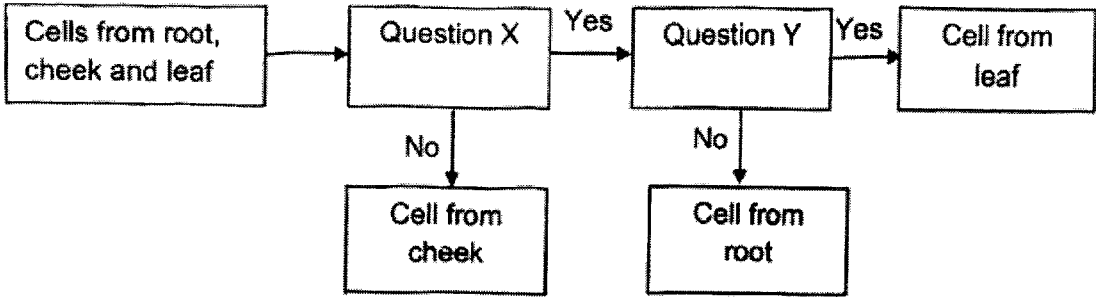 Cells from root,
cheek and leaf
Question X
Yes
Question Y
Yes
Cell from
leaf
No
Cell from
cheek
No
Cell from
root